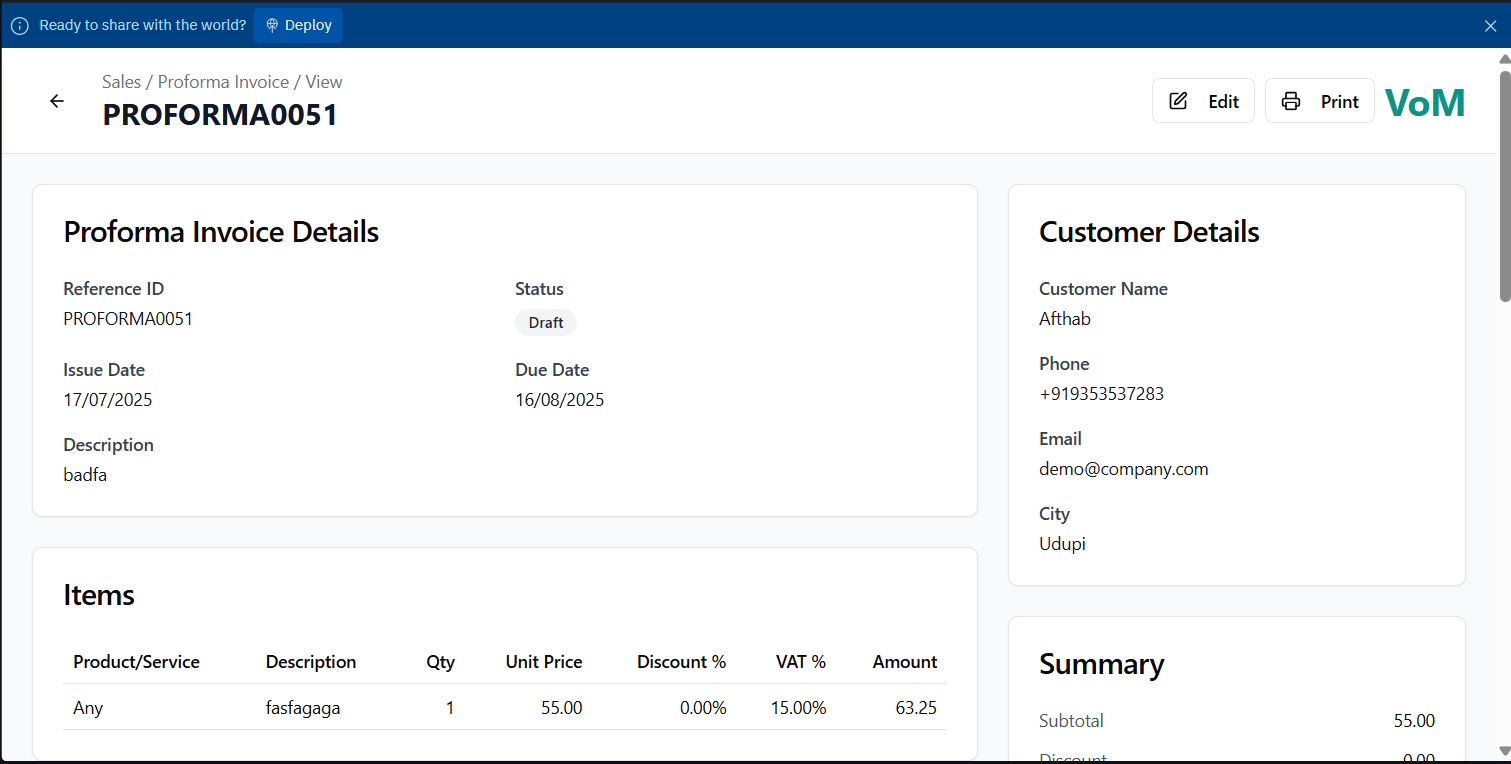 Ready to share with the world? Deploy
Sales / Proforma Invoice / View
PROFORMA0051
Edit
Print
VoM
Proforma Invoice Details
Reference ID
PROFORMA0051
Status
Draft
Issue Date
17/07/2025
Due Date
16/08/2025
Description
badfa
Customer Details
Customer Name
Afthab
Phone
+919353537283
Email
demo@company.com
City
Udupi
Items
Product/Service Description Qty Unit Price Discount % VAT % Amount
Any fasfagaga 1 55.00 0.00% 15.00% 63.25
Summary
Subtotal 55.00
Discount 0.00